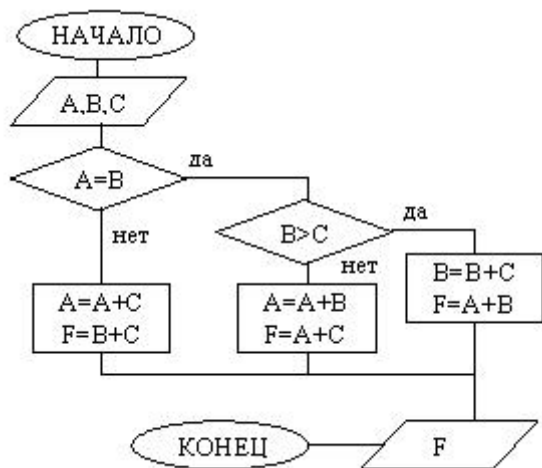 НАЧАЛО
A,B,C
A=B
да
нет
B>C
да
нет
A=A+C
F=B+C
A=A+B
F=A+C
B=B+C
F=A+B
КОНЕЦ
F